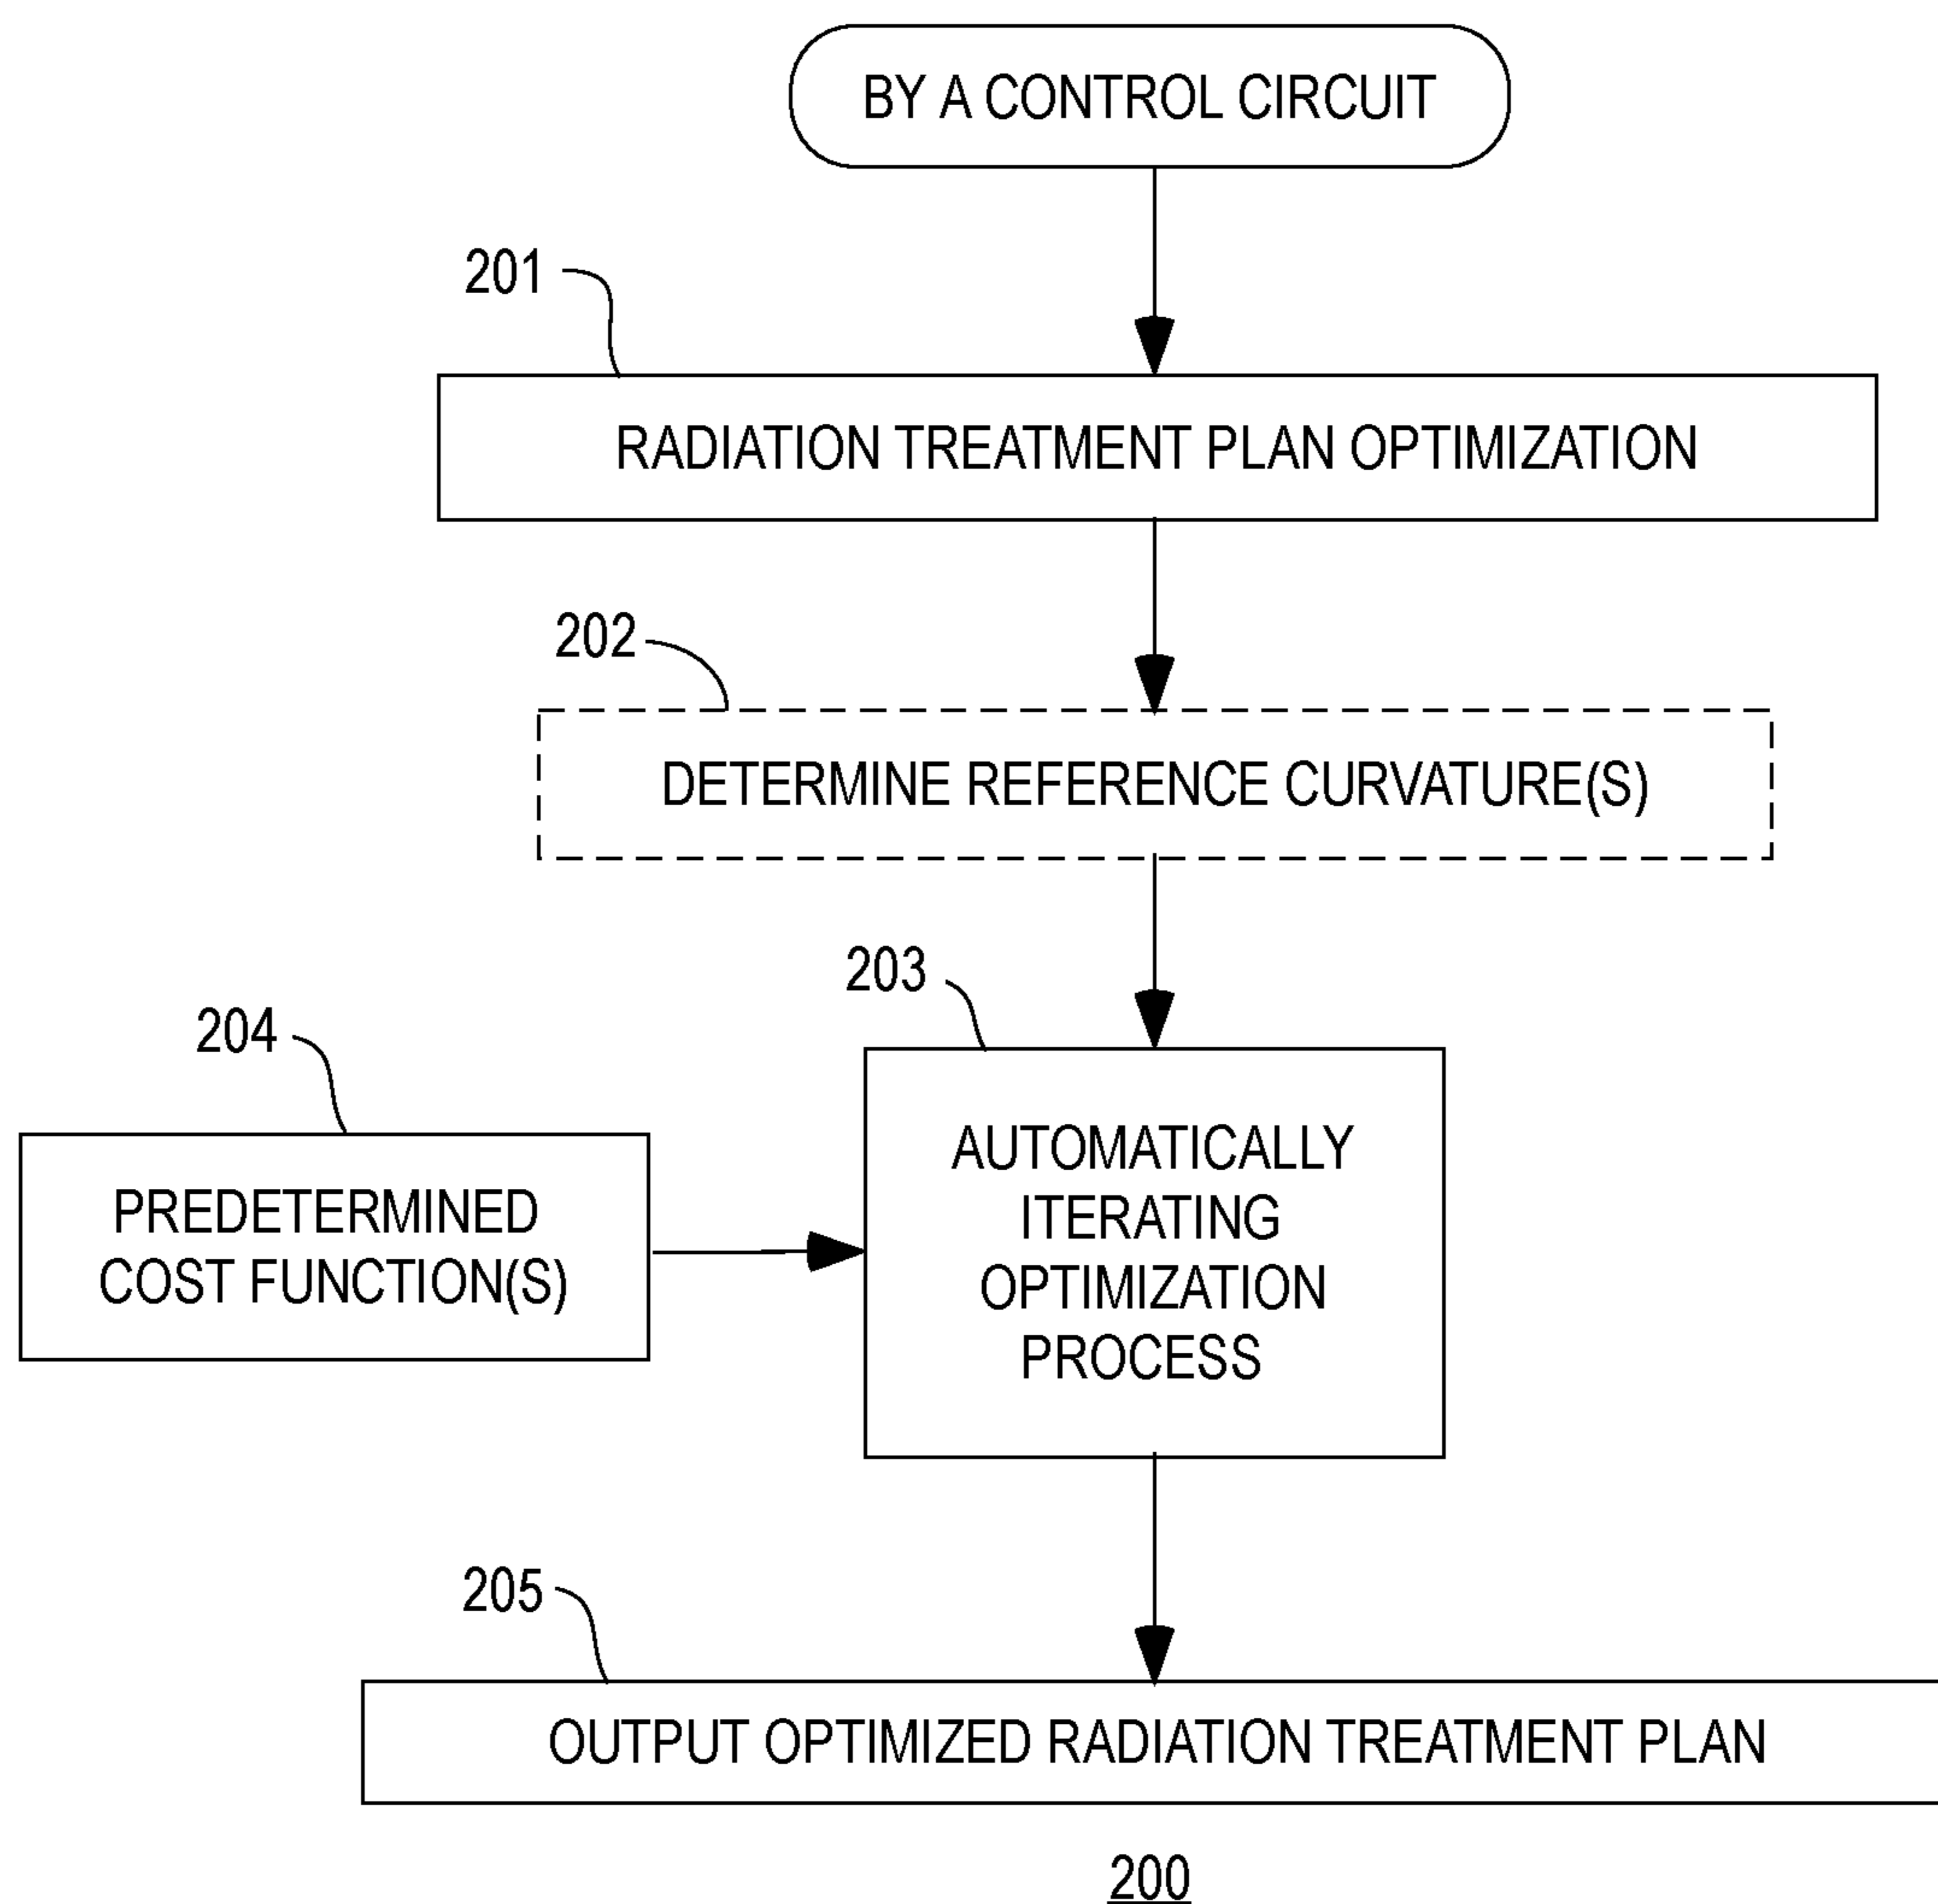 BY A CONTROL CIRCUIT
201
RADIATION TREATMENT PLAN OPTIMIZATION
202
DETERMINE REFERENCE CURVATURE(S)
203
AUTOMATICALLY
ITERATING
OPTIMIZATION
PROCESS
204
PREDETERMINED
COST FUNCTION(S)
205
OUTPUT OPTIMIZED RADIATION TREATMENT PLAN
200